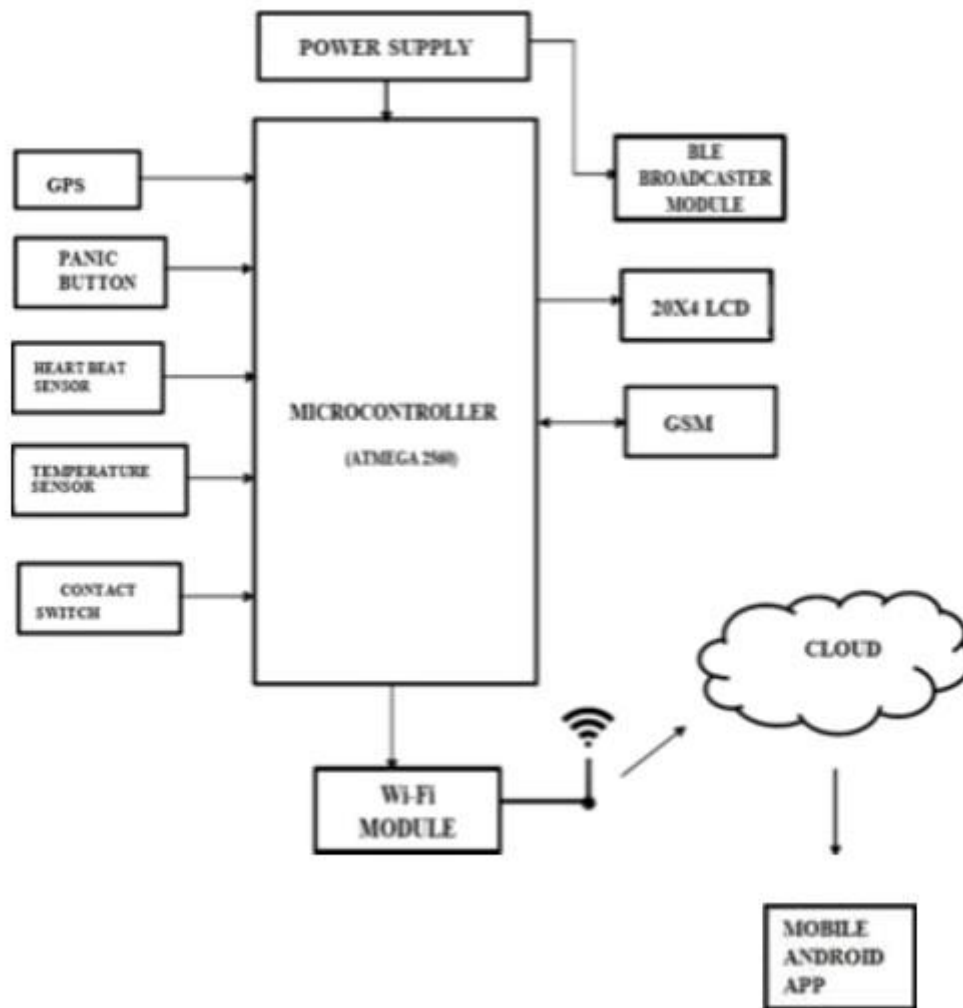 POWER SUPPLY
BLE
BROADCASTER
MODULE
GPS
PANIC
BUTTON
20X4 LCD
HEART BEAT
SENSOR
MICROCONTROLLER
(ATMEGA 2560)
GSM
TEMPERATURE
SENSOR
CONTACT
SWITCH
CLOUD
Wi-Fi
MODULE
MOBILE
ANDROID
APP